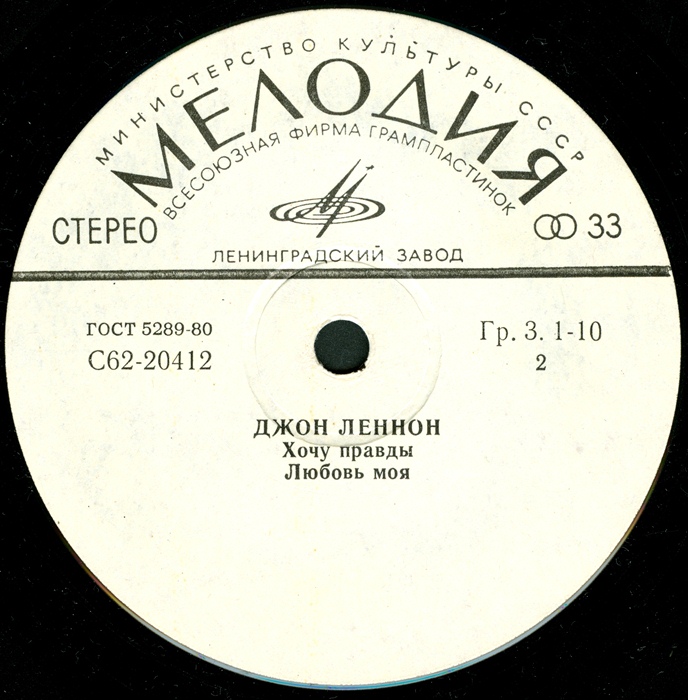 МИНИСТЕРСТВО КУЛЬТУРЫ СССР
МЕЛОДИЯ
ВСЕСОЮЗНАЯ ФИРМА ГРАМПЛАСТИНОК
СТЕРЕО
33
ЛЕНИНГРАДСКИЙ ЗАВОД
ГОСТ 5289-80
Гр. 3. 1-10
С62-20412
2
ДЖОН ЛЕННОН
Хочу правды
Любовь моя